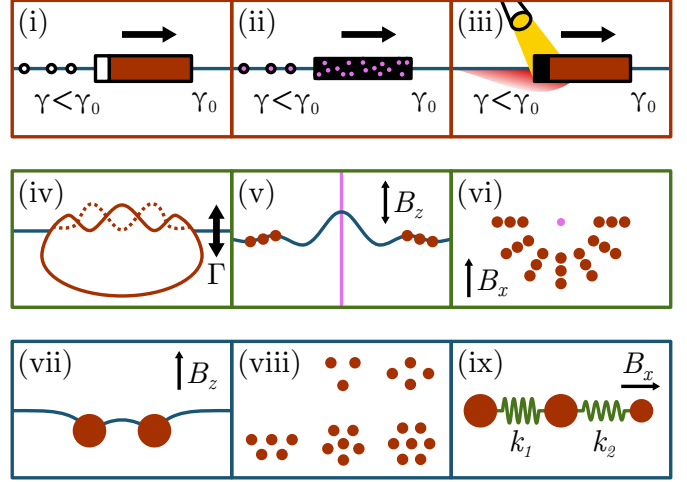 (i) (ii) (iii)
γ<γ₀ γ₀ γ<γ₀ γ₀ γ<γ₀ γ₀
(iv) (v) (vi)
B_z
Γ
B_x
(vii) (viii) (ix)
B_z
B_x
k₁ k₂